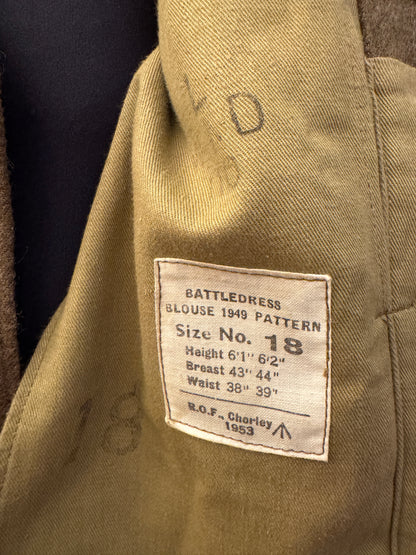 D
BATTLEDRESS
BLOUSE 1949 PATTERN
Size No. 18
Height 6'1" 6'2"
Breast 43" 44"
Waist 38" 39"
R.O.F., Chorley
1953
18